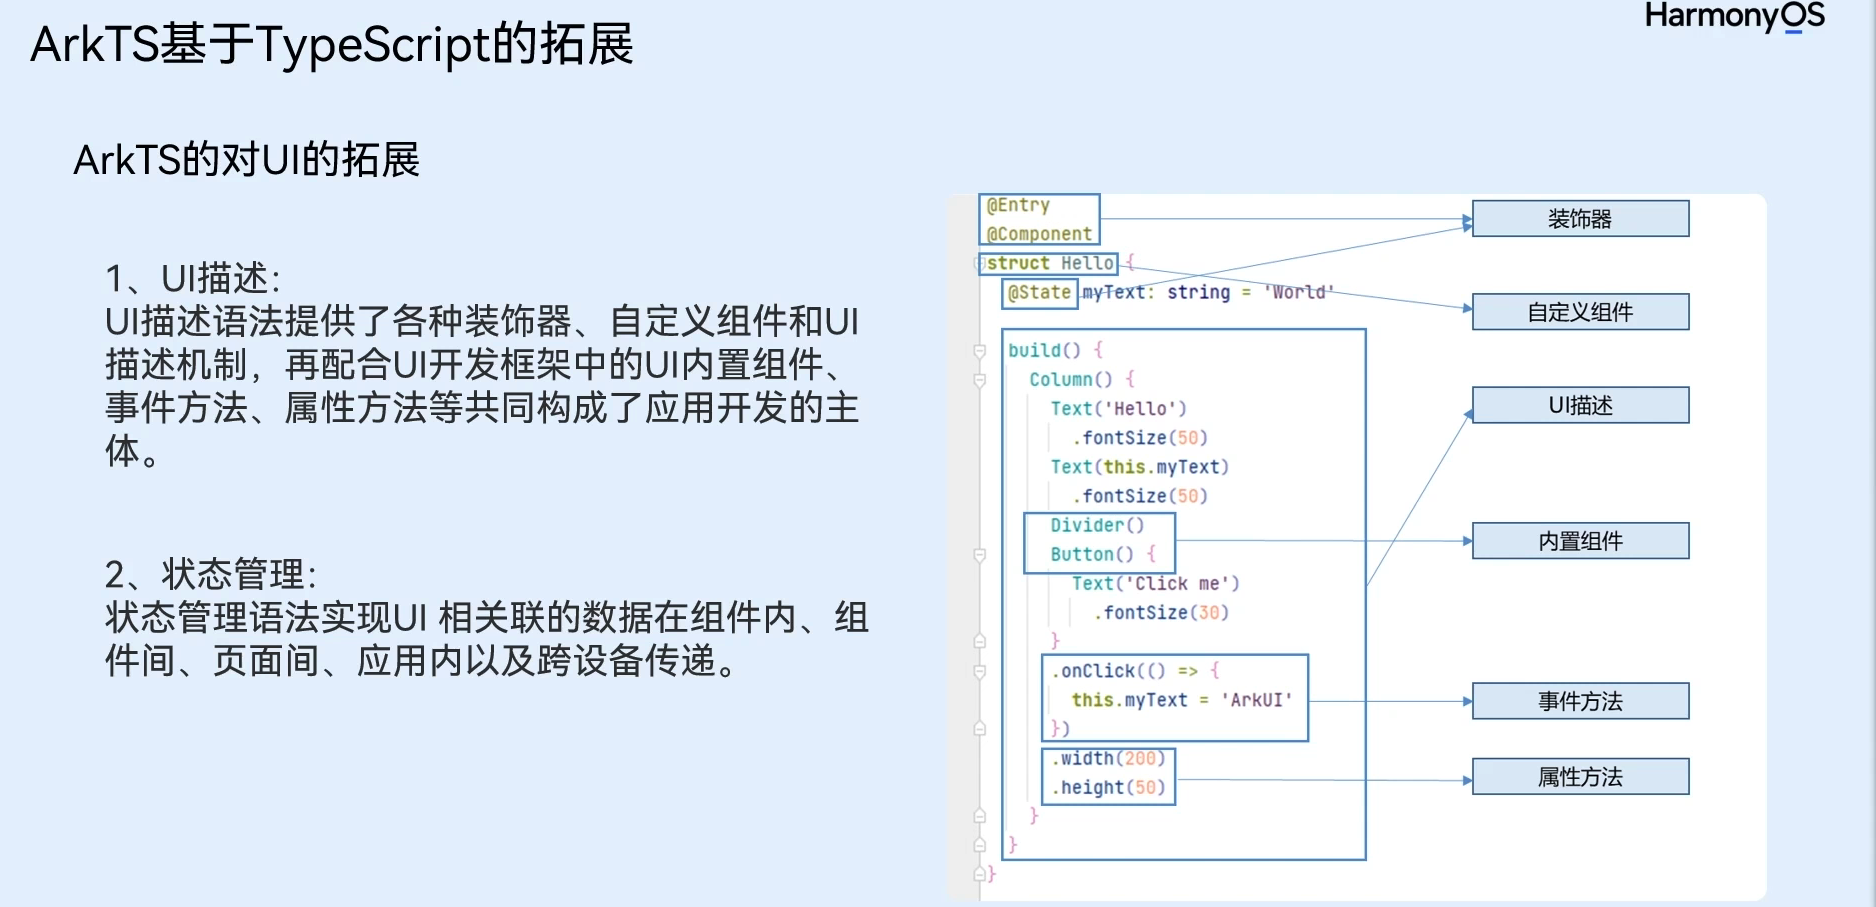 HarmonyOS
ArkTS基于TypeScript的拓展
ArkTS的对UI的拓展
1、UI描述：
UI描述语法提供了各种装饰器、自定义组件和UI
描述机制，再配合UI开发框架中的UI内置组件、
事件方法、属性方法等共同构成了应用开发的主
体。
2、状态管理：
状态管理语法实现UI 相关联的数据在组件内、组
件间、页面间、应用内以及跨设备传递。
@Entry
@Component
struct Hello {
@State myText: string = 'World'
build() {
Column() {
Text('Hello')
.fontSize(50)
Text(this.myText)
.fontSize(50)
Divider()
Button() {
Text('Click me')
.fontSize(30)
}
.onClick(() => {
this.myText = 'ArkUI'
})
.width(200)
.height(50)
}
}
}
装饰器
自定义组件
UI描述
内置组件
事件方法
属性方法